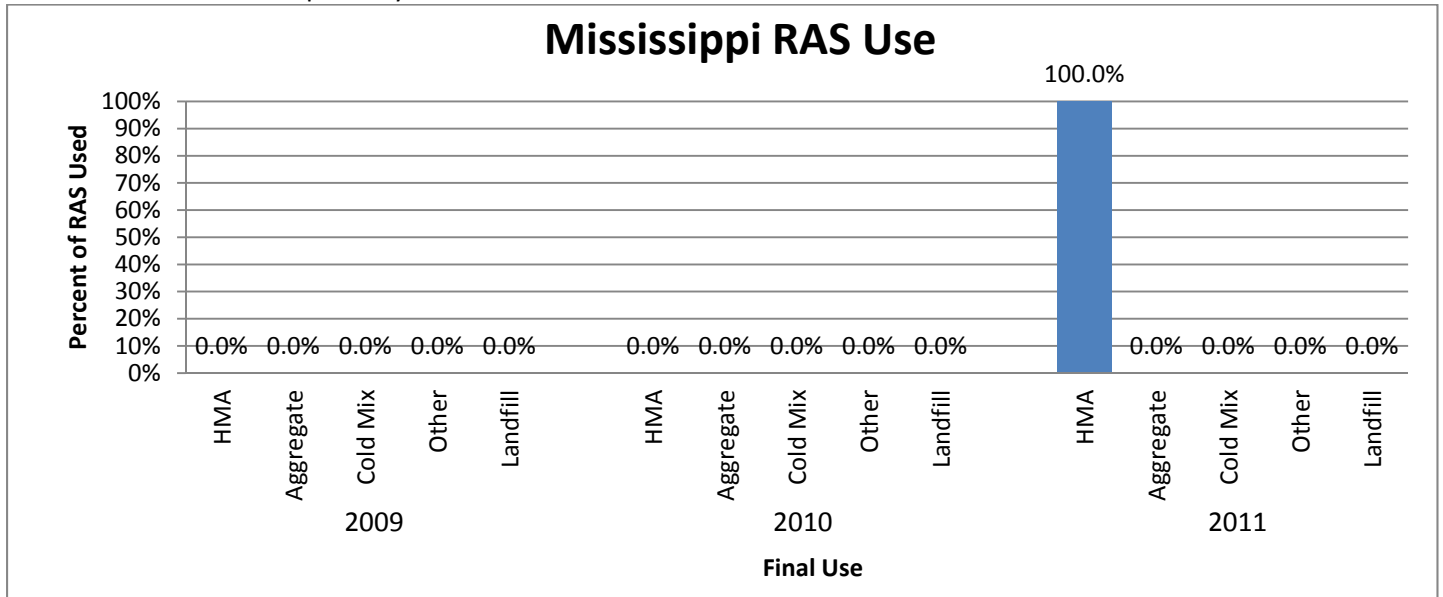 Mississippi RAS Use
100.0%
100%
90%
80%
70%
60%
50%
40%
30%
20%
10%
0%
Percent of RAS Used
0.0% 0.0% 0.0% 0.0% 0.0% 0.0% 0.0% 0.0% 0.0% 0.0% 0.0% 0.0% 0.0% 0.0%
HMA Aggregate Cold Mix Other Landfill HMA Aggregate Cold Mix Other Landfill HMA Aggregate Cold Mix Other Landfill
2009 2010 2011
Final Use